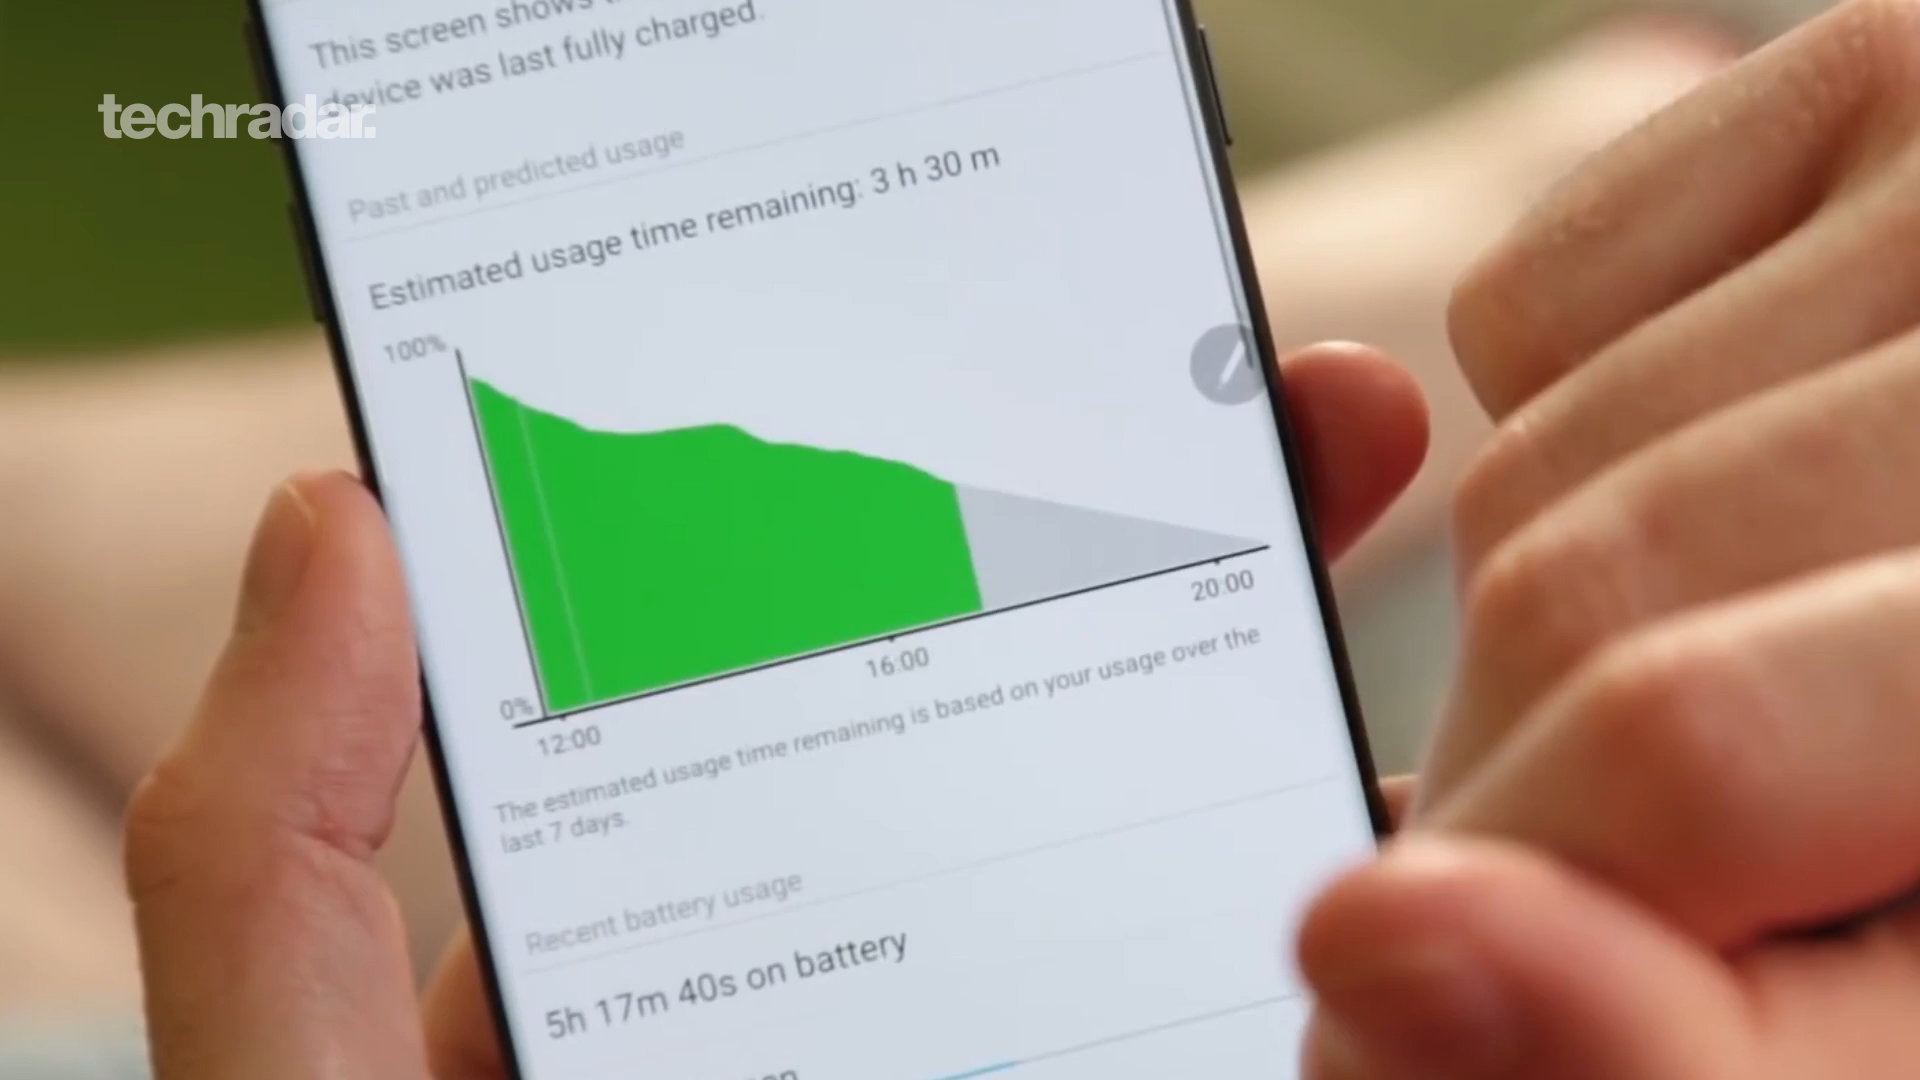 This screen shows
device was last fully charged.
techradar.
Past and predicted usage
Estimated usage time remaining: 3 h 30 m
100%
0%
12:00
16:00
20:00
The estimated usage time remaining is based on your usage over the
last 7 days.
Recent battery usage
5h 17m 40s on battery